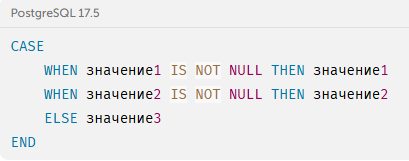 PostgreSQL 17.5
CASE
    WHEN значение1 IS NOT NULL THEN значение1
    WHEN значение2 IS NOT NULL THEN значение2
    ELSE значение3
END